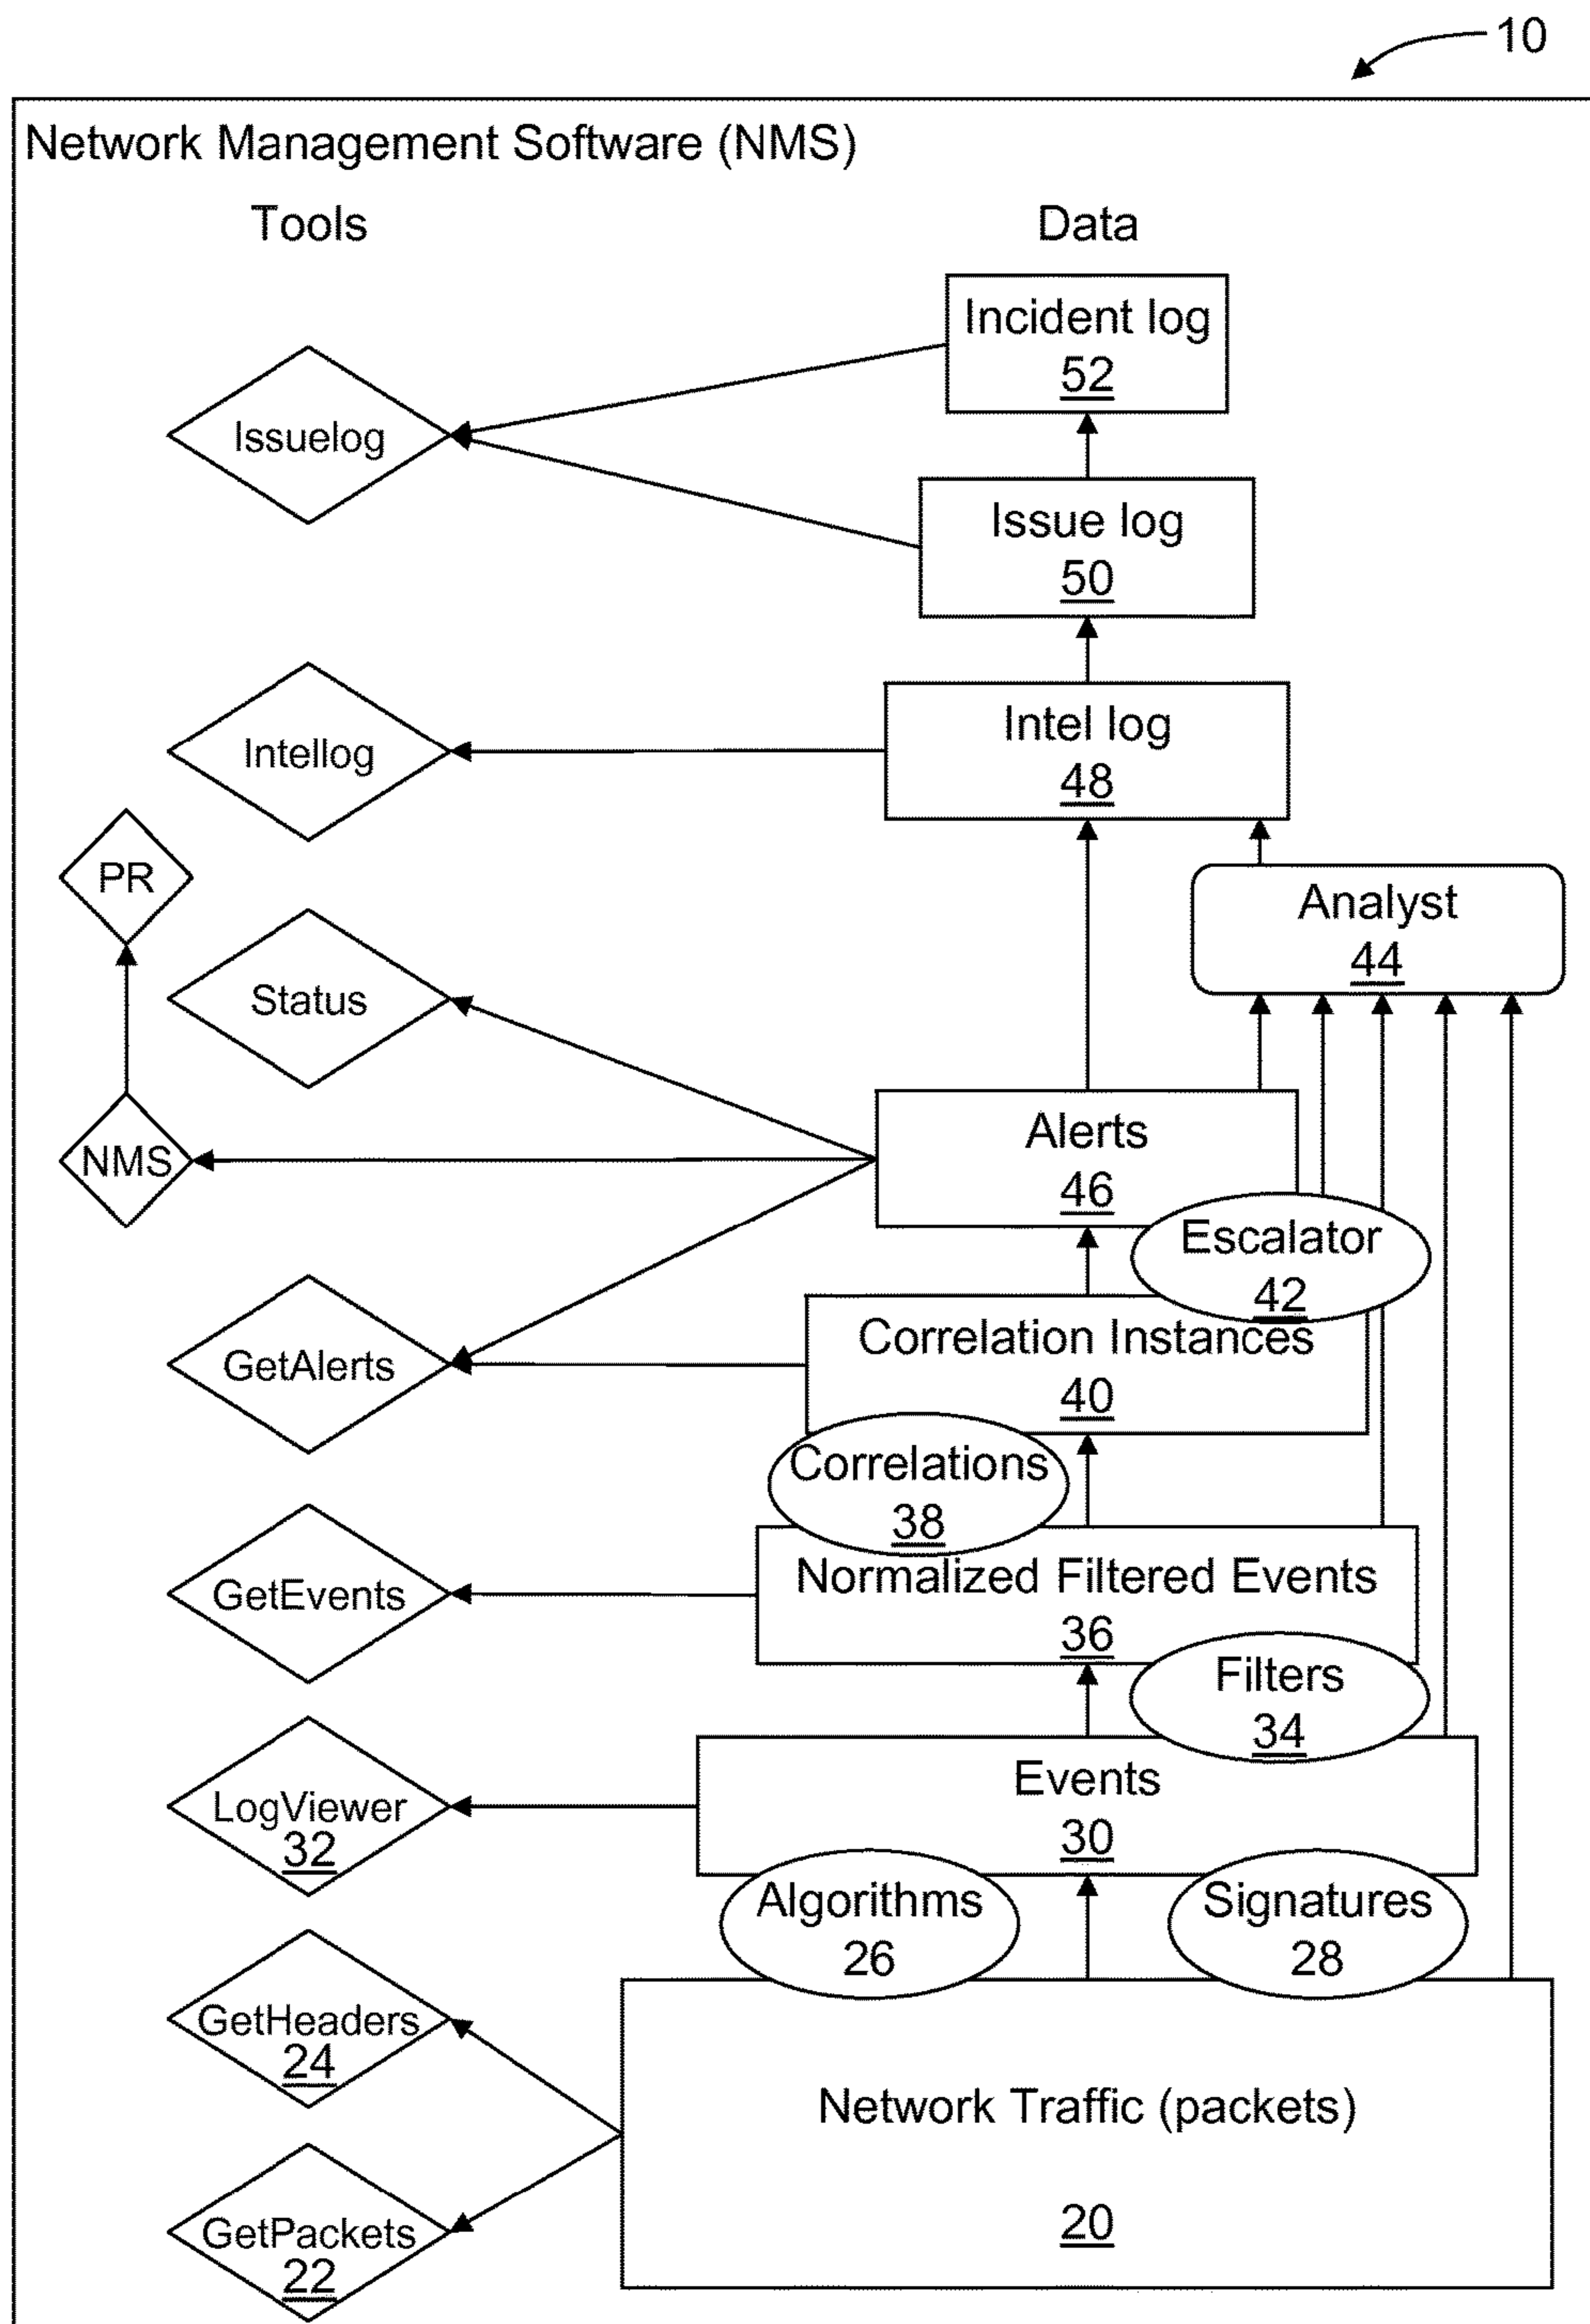 10
Network Management Software (NMS)
Tools
Data
Incident log
52
Issuelog
Issue log
50
Intel log
48
Intellog
PR
Analyst
44
Status
Alerts
46
NMS
Escalator
42
Correlation Instances
40
GetAlerts
Correlations
38
Normalized Filtered Events
36
GetEvents
Filters
34
Events
30
LogViewer
32
Algorithms
26
Signatures
28
GetHeaders
24
Network Traffic (packets)
20
GetPackets
22